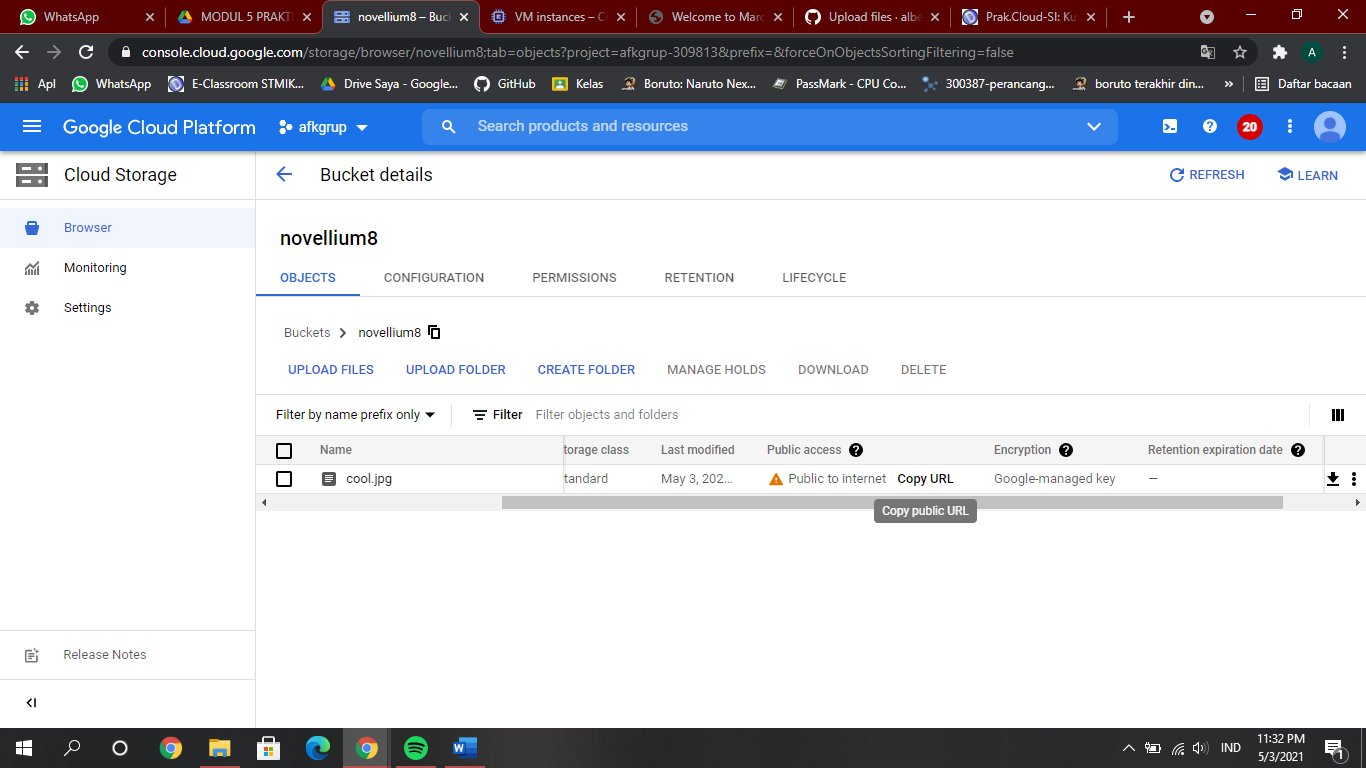 WhatsApp
MODUL 5 PRAKT
novellium8 – Buc
VM instances – C
Welcome to Marc
Upload files · albe
Prak.Cloud-SI: Ku
console.cloud.google.com/storage/browser/novellium8;tab=objects?project=afkgrup-309813&prefix=&forceOnObjectsSortingFiltering=false
A
Apl
WhatsApp
E-Classroom STMIK...
Drive Saya - Google...
GitHub
Kelas
Boruto: Naruto Nex...
PassMark - CPU Co...
300387-perancang...
boruto terakhir din...
»
Daftar bacaan
Google Cloud Platform
afkgrup
Search products and resources
20
Cloud Storage
Bucket details
REFRESH
LEARN
Browser
Monitoring
Settings
novellium8
OBJECTS
CONFIGURATION
PERMISSIONS
RETENTION
LIFECYCLE
Buckets
novellium8
UPLOAD FILES
UPLOAD FOLDER
CREATE FOLDER
MANAGE HOLDS
DOWNLOAD
DELETE
Filter by name prefix only
Filter
Filter objects and folders
Name
torage class
Last modified
Public access
Encryption
Retention expiration date
cool.jpg
tandard
May 3, 202...
Public to internet
Copy URL
Google-managed key
—
Copy public URL
Release Notes
IND
11:32 PM
5/3/2021
1